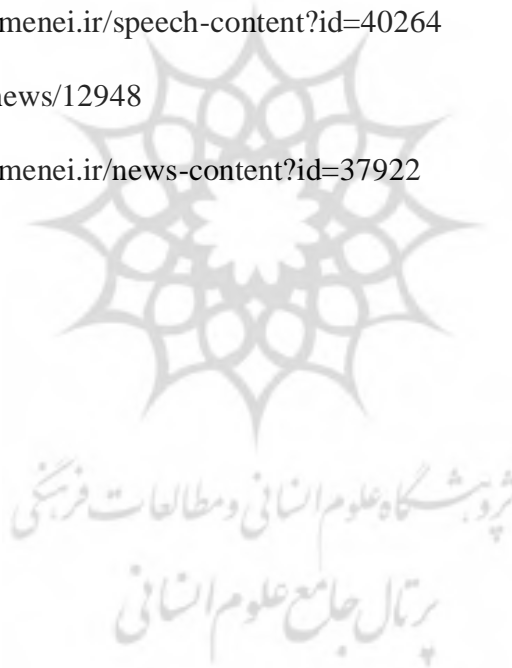 menei.ir/speech-content?id=40264
news/12948
menei.ir/news-content?id=37922
پژوهشگاه علوم انسانی و مطالعات فرهنگی
پرتال جامع علوم انسانی